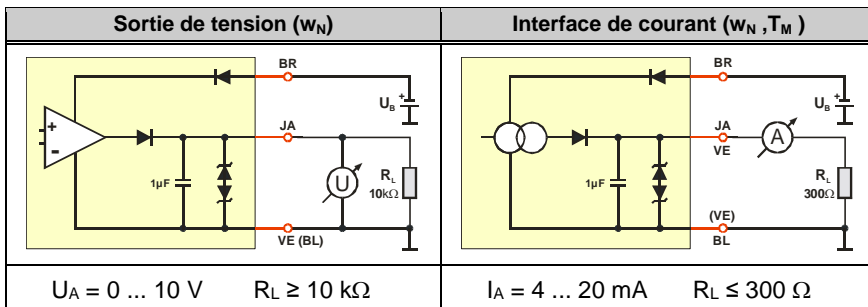 Sortie de tension (wN)
Interface de courant (wN ,TM )
BR
UB
+
JA
+
-
1µF
U
RL
10kΩ
VE (BL)
BR
UB
+
JA
VE
A
1µF
RL
300Ω
(VE)
BL
UA = 0 ... 10 V RL ≥ 10 kΩ
IA = 4 ... 20 mA RL ≤ 300 Ω